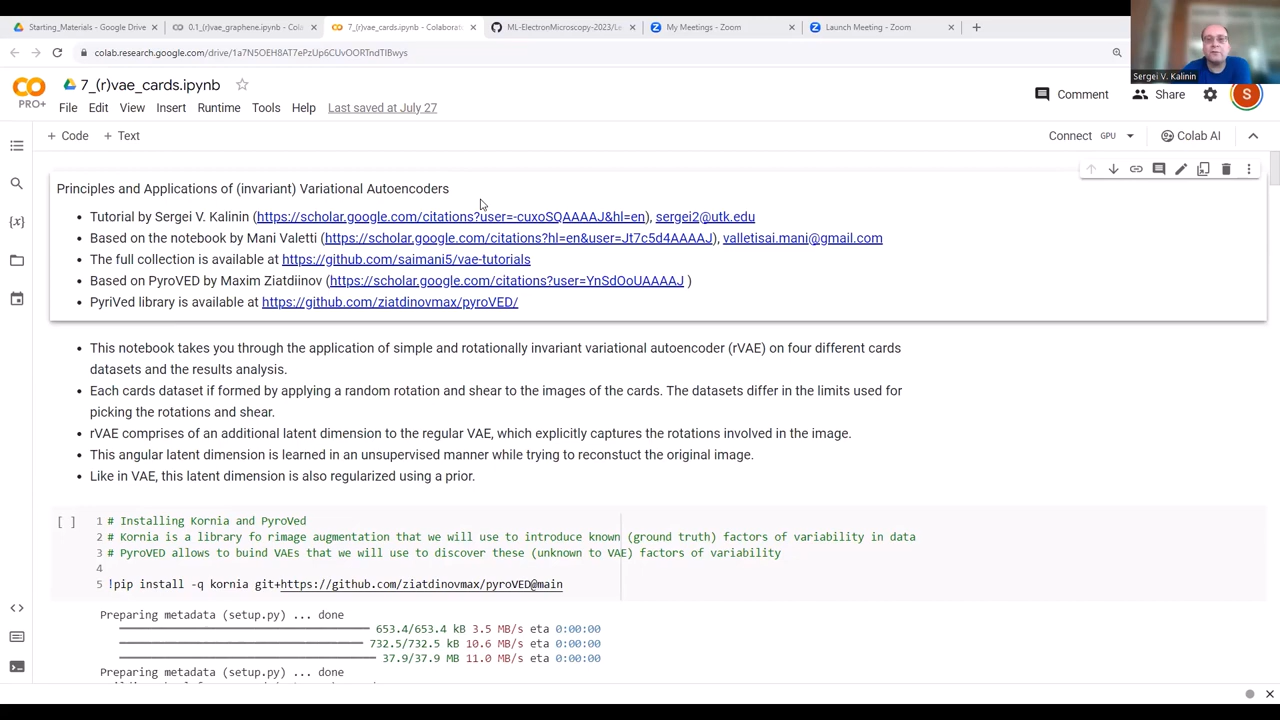 Starting_Materials - Google Drive
0.1_rvae_graphene.ipynb - Cola
7_(r)vae_cards.ipynb - Colaborat
ML-ElectronMicroscopy-2023/Le
My Meetings - Zoom
Launch Meeting - Zoom
colab.research.google.com/drive/1a7N5OEH8AT7ePzUp6CUvOORTndTIBwys
Sergei V. Kalinin
PRO+
7_(r)vae_cards.ipynb
File Edit View Insert Runtime Tools Help Last saved at July 27
Comment
Share
S
+ Code + Text
Connect GPU
Colab AI
Principles and Applications of (invariant) Variational Autoencoders
Tutorial by Sergei V. Kalinin (https://scholar.google.com/citations?user=-cuxoSQAAAAJ&hl=en), sergei2@utk.edu
Based on the notebook by Mani Valetti (https://scholar.google.com/citations?hl=en&user=Jt7c5d4AAAAJ), valletisai.mani@gmail.com
The full collection is available at https://github.com/saimani5/vae-tutorials
Based on PyroVED by Maxim Ziatdiinov (https://scholar.google.com/citations?user=YnSdOoUAAAAJ )
PyriVed library is available at https://github.com/ziatdinovmax/pyroVED/
This notebook takes you through the application of simple and rotationally invariant variational autoencoder (rVAE) on four different cards
datasets and the results analysis.
Each cards dataset if formed by applying a random rotation and shear to the images of the cards. The datasets differ in the limits used for
picking the rotations and shear.
rVAE comprises of an additional latent dimension to the regular VAE, which explicitly captures the rotations involved in the image.
This angular latent dimension is learned in an unsupervised manner while trying to reconstuct the original image.
Like in VAE, this latent dimension is also regularized using a prior.
[ ] 1 # Installing Kornia and PyroVed
2 # Kornia is a library fo rimage augmentation that we will use to introduce known (ground truth) factors of variability in data
3 # PyroVED allows to buind VAEs that we will use to discover these (unknown to VAE) factors of variability
4
5 !pip install -q kornia git+https://github.com/ziatdinovmax/pyroVED@main
Preparing metadata (setup.py) ... done
653.4/653.4 kB 3.5 MB/s eta 0:00:00
732.5/732.5 kB 10.6 MB/s eta 0:00:00
37.9/37.9 MB 11.0 MB/s eta 0:00:00
Preparing metadata (setup.py) ... done